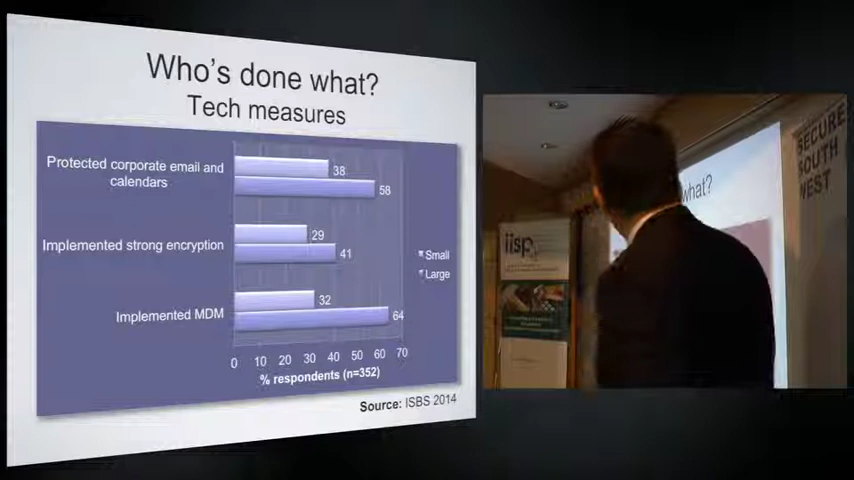 Who's done what?
Tech measures
Protected corporate email and
calendars
38
58
Implemented strong encryption
29
41
Small
Large
Implemented MDM
32
64
0 10 20 30 40 50 60 70
% respondents (n=352)
Source: ISBS 2014
what?
iisp
SECURE
SOUTH
WEST